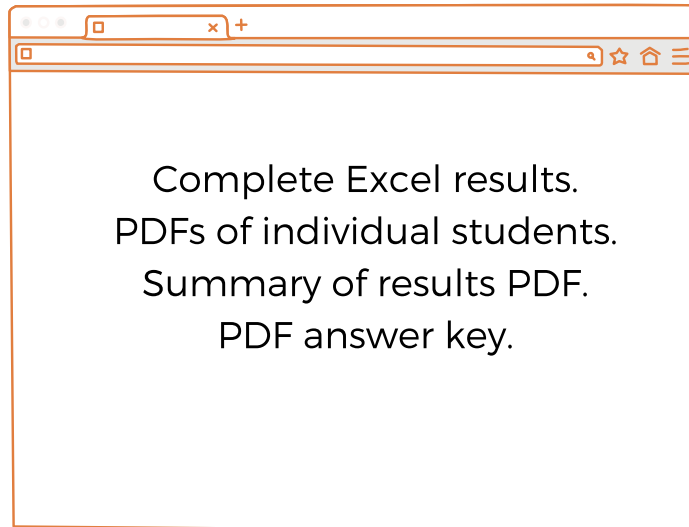 Complete Excel results.
PDFs of individual students.
Summary of results PDF.
PDF answer key.